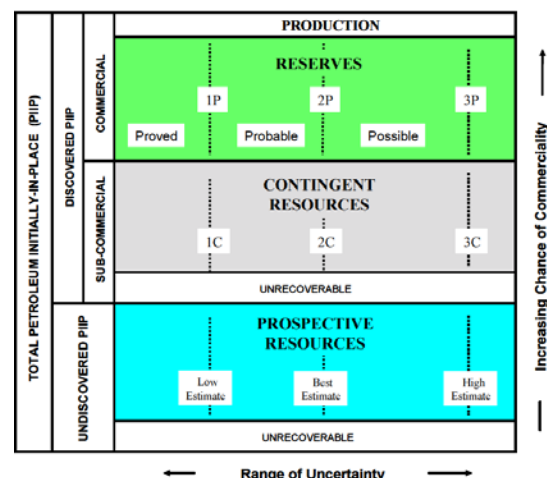 TOTAL PETROLEUM INITIALLY-IN-PLACE (PIIP)
DISCOVERED PIIP
UNDISCOVERED PIIP
COMMERCIAL
SUB-COMMERCIAL
PRODUCTION
RESERVES
1P
2P
3P
Proved
Probable
Possible
CONTINGENT
RESOURCES
1C
2C
3C
UNRECOVERABLE
PROSPECTIVE
RESOURCES
Low
Estimate
Best
Estimate
High
Estimate
UNRECOVERABLE
Range of Uncertainty
Increasing Chance of Commerciality